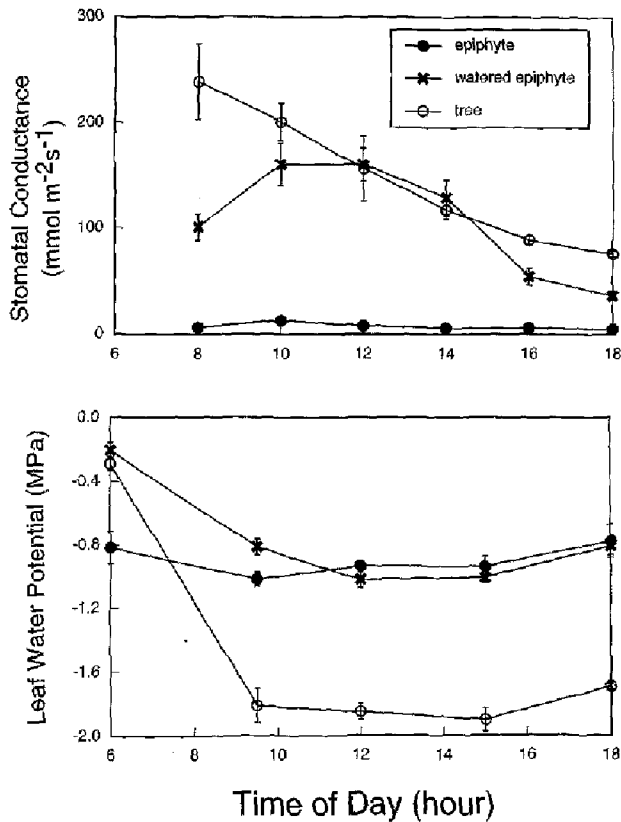 300
200
100
0
Stomatal Conductance
(mmol m-2s-1)
epiphyte
watered epiphyte
tree
6 8 10 12 14 16 18
0.0
-0.4
-0.8
-1.2
-1.6
-2.0
Leaf Water Potential (MPa)
6 8 10 12 14 16 18
Time of Day (hour)